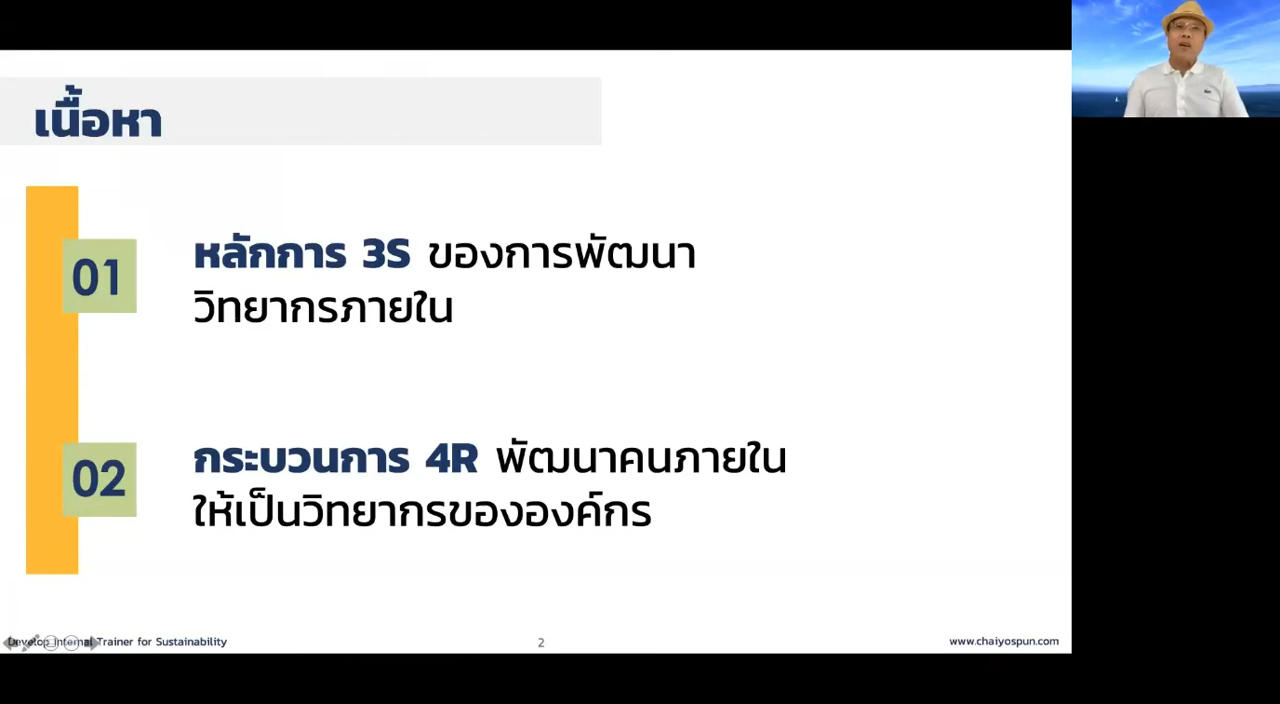 เนื้อหา
01
หลักการ 3S ของการพัฒนา
วิทยากรภายใน
02
กระบวนการ 4R พัฒนาคนภายใน
ให้เป็นวิทยากรขององค์กร
Develop Internal Trainer for Sustainability
2
www.chaiyospun.com